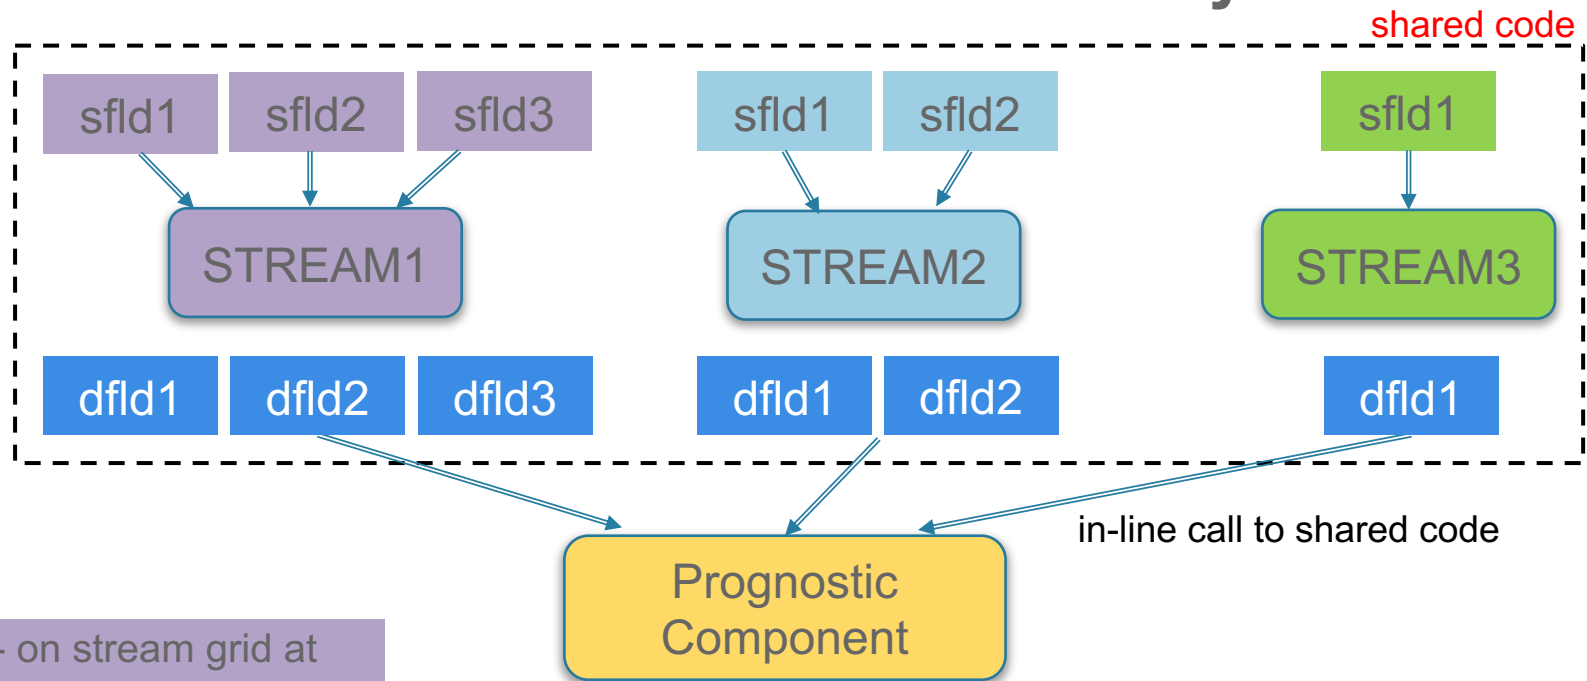 shared code
sfld1 sfld2 sfld3 sfld1 sfld2 sfld1
STREAM1 STREAM2 STREAM3
dfld1 dfld2 dfld3 dfld1 dfld2 dfld1
in-line call to shared code
Prognostic
Component
- on stream grid at